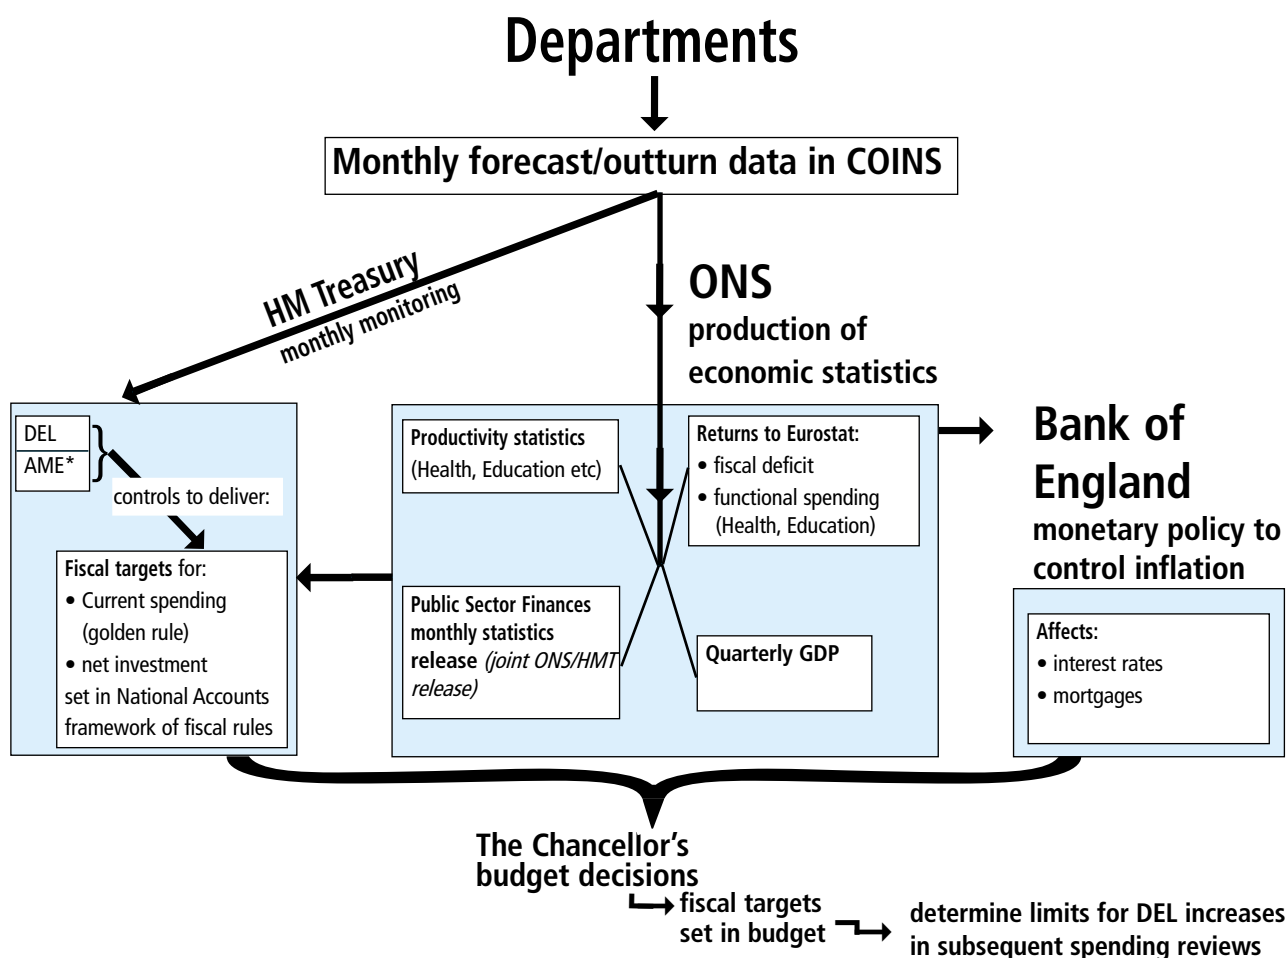 Departments
Monthly forecast/outturn data in COINS
HM Treasury
monthly monitoring
ONS
production of
economic statistics
DEL
AME*
controls to deliver:
Fiscal targets for:
• Current spending
(golden rule)
• net investment
set in National Accounts
framework of fiscal rules
Productivity statistics
(Health, Education etc)
Returns to Eurostat:
• fiscal deficit
• functional spending
(Health, Education)
Public Sector Finances
monthly statistics
release (joint ONS/HMT
release)
Quarterly GDP
Bank of
England
monetary policy to
control inflation
Affects:
• interest rates
• mortgages
The Chancellor's
budget decisions
fiscal targets
set in budget
determine limits for DEL increases
in subsequent spending reviews